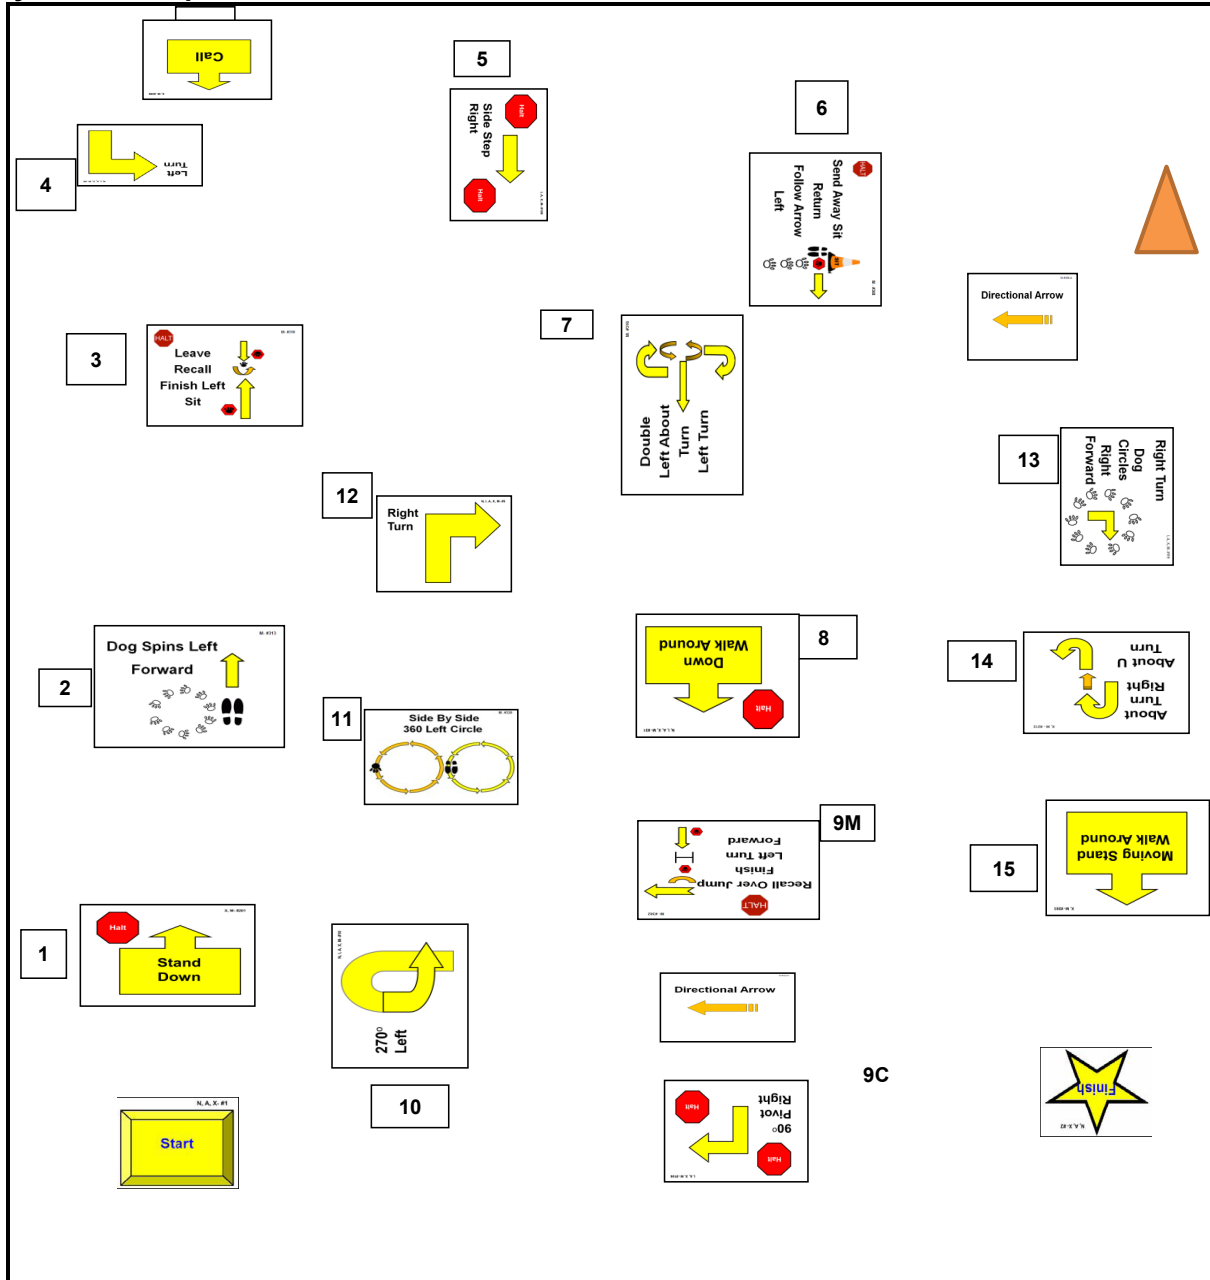 Call
5
6
Halt
Side Step
Right
Halt
4
Left
Turn
HALT
Send Away Sit
Return
Follow Arrow
Left
SIT
Directional Arrow
7
3
HALT
Leave
Recall
Finish Left
Sit
Double
Left About
Turn
Left Turn
13
Right Turn
Dog
Circles
Right
Forward
12
Right
Turn
2
Dog Spins Left
Forward
8
Down
Walk Around
Halt
14
About
Turn
Right
About U
Turn
11
Side By Side
360 Left Circle
9M
HALT
Recall Over Jump
Finish
Left Turn
Forward
15
Moving Stand
Walk Around
1
Halt
Stand
Down
270°
Left
10
Directional Arrow
9C
Halt
90°
Pivot
Right
Halt
Finish
N, A, X- #2
N, A, X- #1
Start